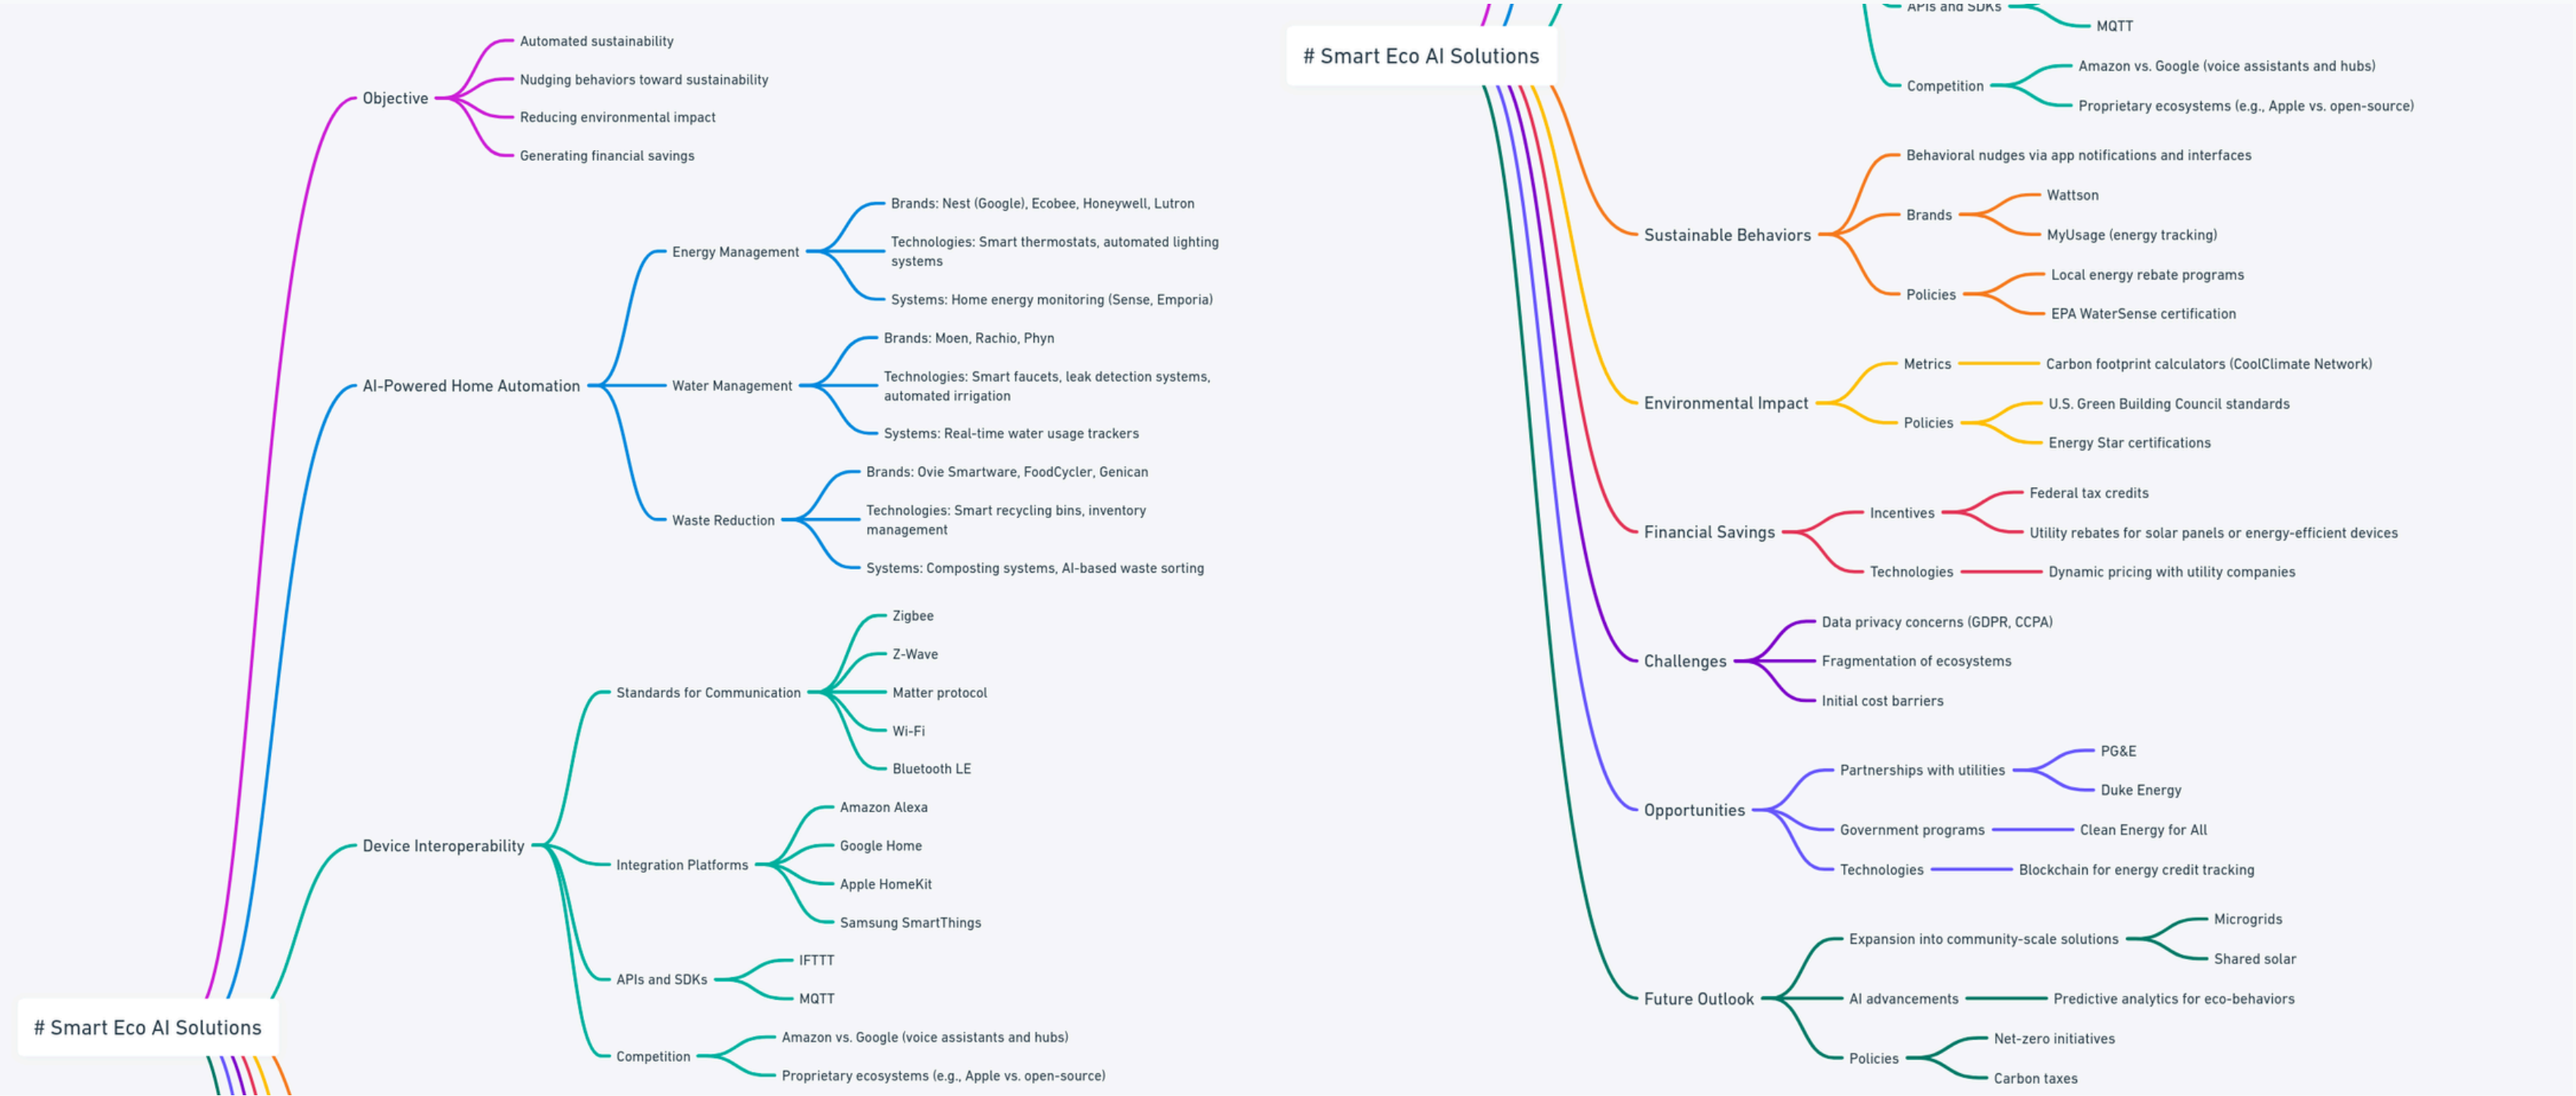 Automated sustainability
Nudging behaviors toward sustainability
Objective
Reducing environmental impact
Generating financial savings
Brands: Nest (Google), Ecobee, Honeywell, Lutron
Energy Management
Technologies: Smart thermostats, automated lighting
systems
Systems: Home energy monitoring (Sense, Emporia)
Brands: Moen, Rachio, Phyn
AI-Powered Home Automation
Water Management
Technologies: Smart faucets, leak detection systems,
automated irrigation
Systems: Real-time water usage trackers
Brands: Ovie Smartware, FoodCycler, Genican
Waste Reduction
Technologies: Smart recycling bins, inventory
management
Systems: Composting systems, AI-based waste sorting
Zigbee
Z-Wave
Standards for Communication
Matter protocol
Wi-Fi
Bluetooth LE
Amazon Alexa
Device Interoperability
Google Home
Integration Platforms
Apple HomeKit
Samsung SmartThings
IFTTT
APIs and SDKs
MQTT
# Smart Eco AI Solutions
Amazon vs. Google (voice assistants and hubs)
Competition
Proprietary ecosystems (e.g., Apple vs. open-source)
APIs and SDKs
MQTT
# Smart Eco AI Solutions
Amazon vs. Google (voice assistants and hubs)
Competition
Proprietary ecosystems (e.g., Apple vs. open-source)
Behavioral nudges via app notifications and interfaces
Wattson
Brands
Sustainable Behaviors
MyUsage (energy tracking)
Local energy rebate programs
Policies
EPA WaterSense certification
Metrics
Carbon footprint calculators (CoolClimate Network)
Environmental Impact
U.S. Green Building Council standards
Policies
Energy Star certifications
Federal tax credits
Incentives
Financial Savings
Utility rebates for solar panels or energy-efficient devices
Technologies
Dynamic pricing with utility companies
Data privacy concerns (GDPR, CCPA)
Challenges
Fragmentation of ecosystems
Initial cost barriers
PG&E
Partnerships with utilities
Duke Energy
Opportunities
Government programs
Clean Energy for All
Technologies
Blockchain for energy credit tracking
Microgrids
Expansion into community-scale solutions
Shared solar
Future Outlook
AI advancements
Predictive analytics for eco-behaviors
Net-zero initiatives
Policies
Carbon taxes